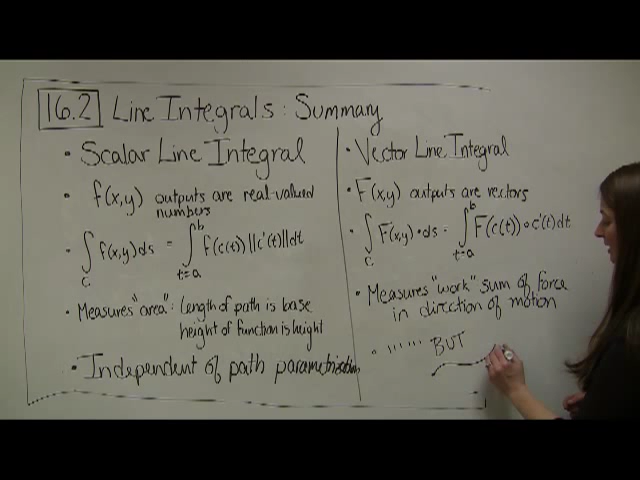 16.2 Line Integrals: Summary
• Scalar Line Integral
• f(x,y) outputs are real-valued
numbers
• ∫_C f(x,y) ds = ∫_{t=a}^{b} f(c(t)) ||c'(t)|| dt
• Measures "area": length of path is base
height of function is height
• Independent of path parametrization
• Vector Line Integral
• F(x,y) outputs are vectors
• ∫_C F(x,y) • ds = ∫_{t=a}^{b} F(c(t)) • c'(t) dt
• Measures "work" sum of force
in direction of motion
• " " " BUT